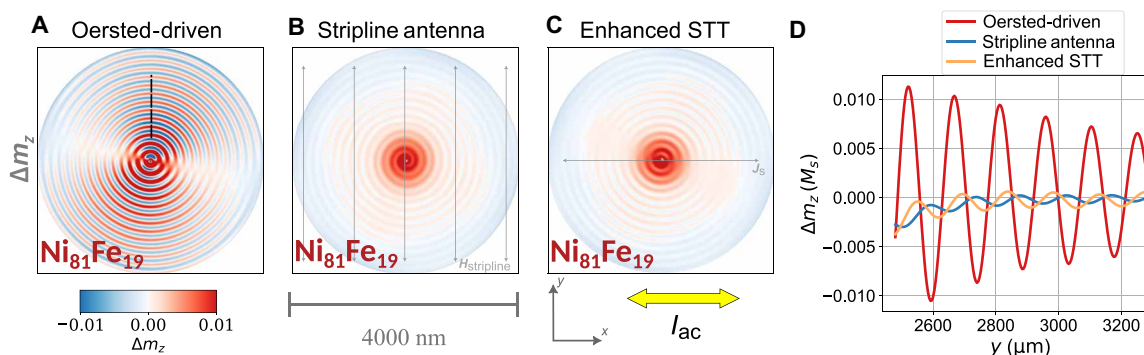 A Oersted-driven
B Stripline antenna
C Enhanced STT
D
Oersted-driven
Stripline antenna
Enhanced STT
Δm_z
Ni₈₁Fe₁₉
−0.01 0.00 0.01
Δm_z
Ni₈₁Fe₁₉
H_stripline
4000 nm
J_S
Ni₈₁Fe₁₉
y
x
I_ac
Δm_z (M_s)
0.010
0.005
0.000
−0.005
−0.010
2600 2800 3000 3200
y (μm)